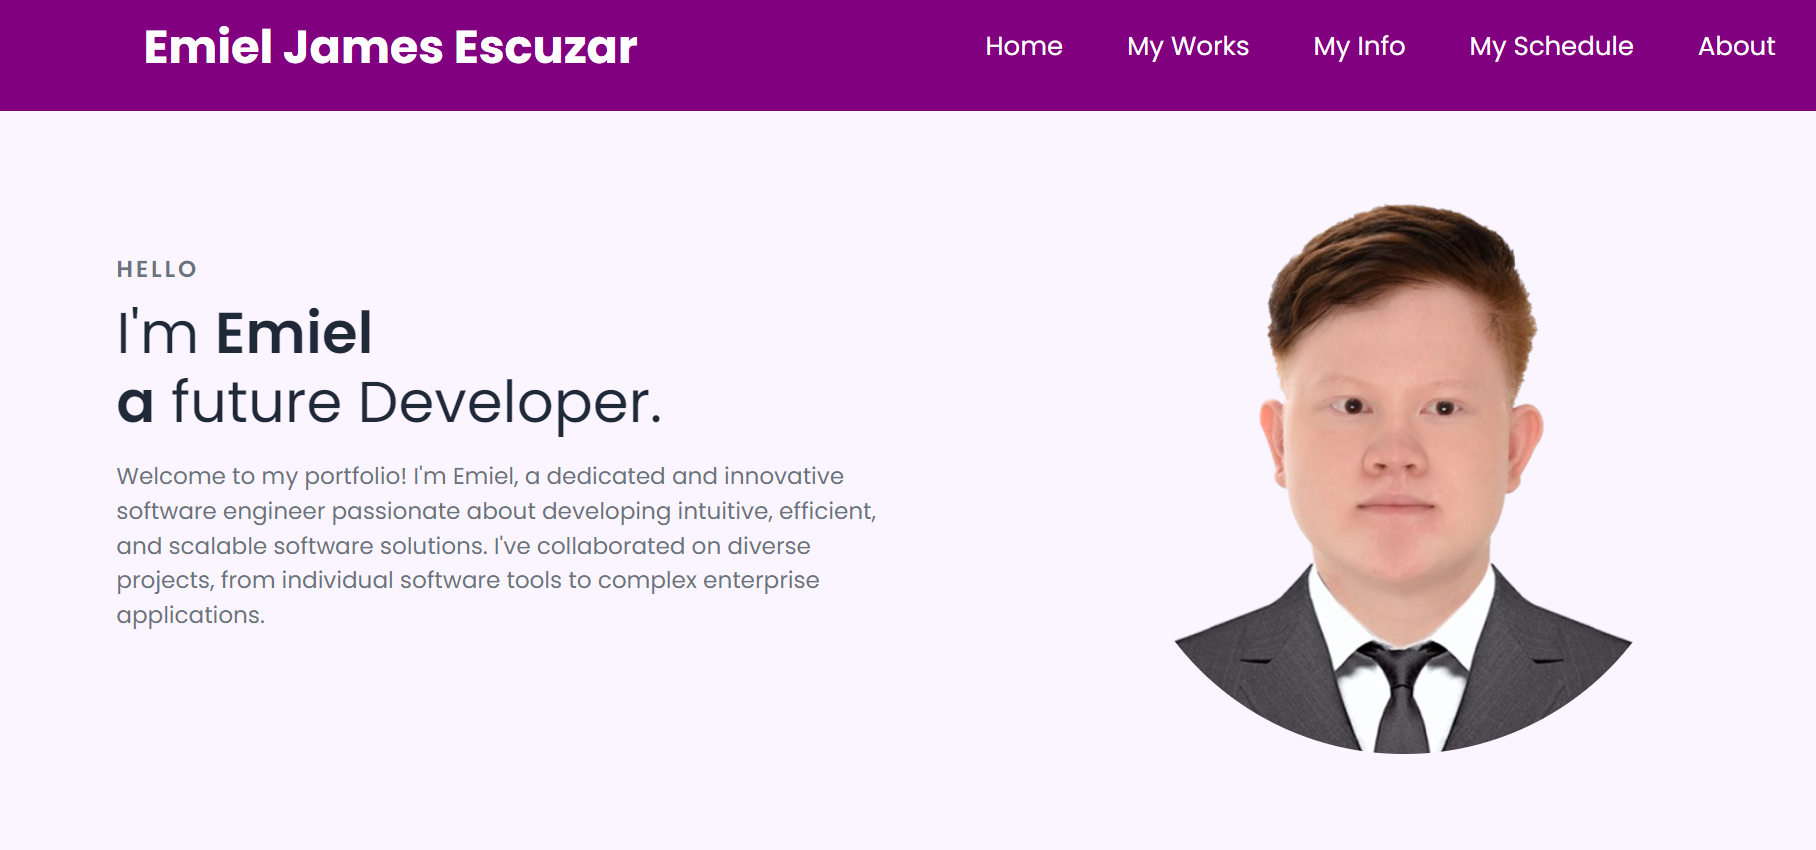 Emiel James Escuzar
Home My Works My Info My Schedule About
HELLO
I'm Emiel
a future Developer.
Welcome to my portfolio! I'm Emiel, a dedicated and innovative
software engineer passionate about developing intuitive, efficient,
and scalable software solutions. I've collaborated on diverse
projects, from individual software tools to complex enterprise
applications.